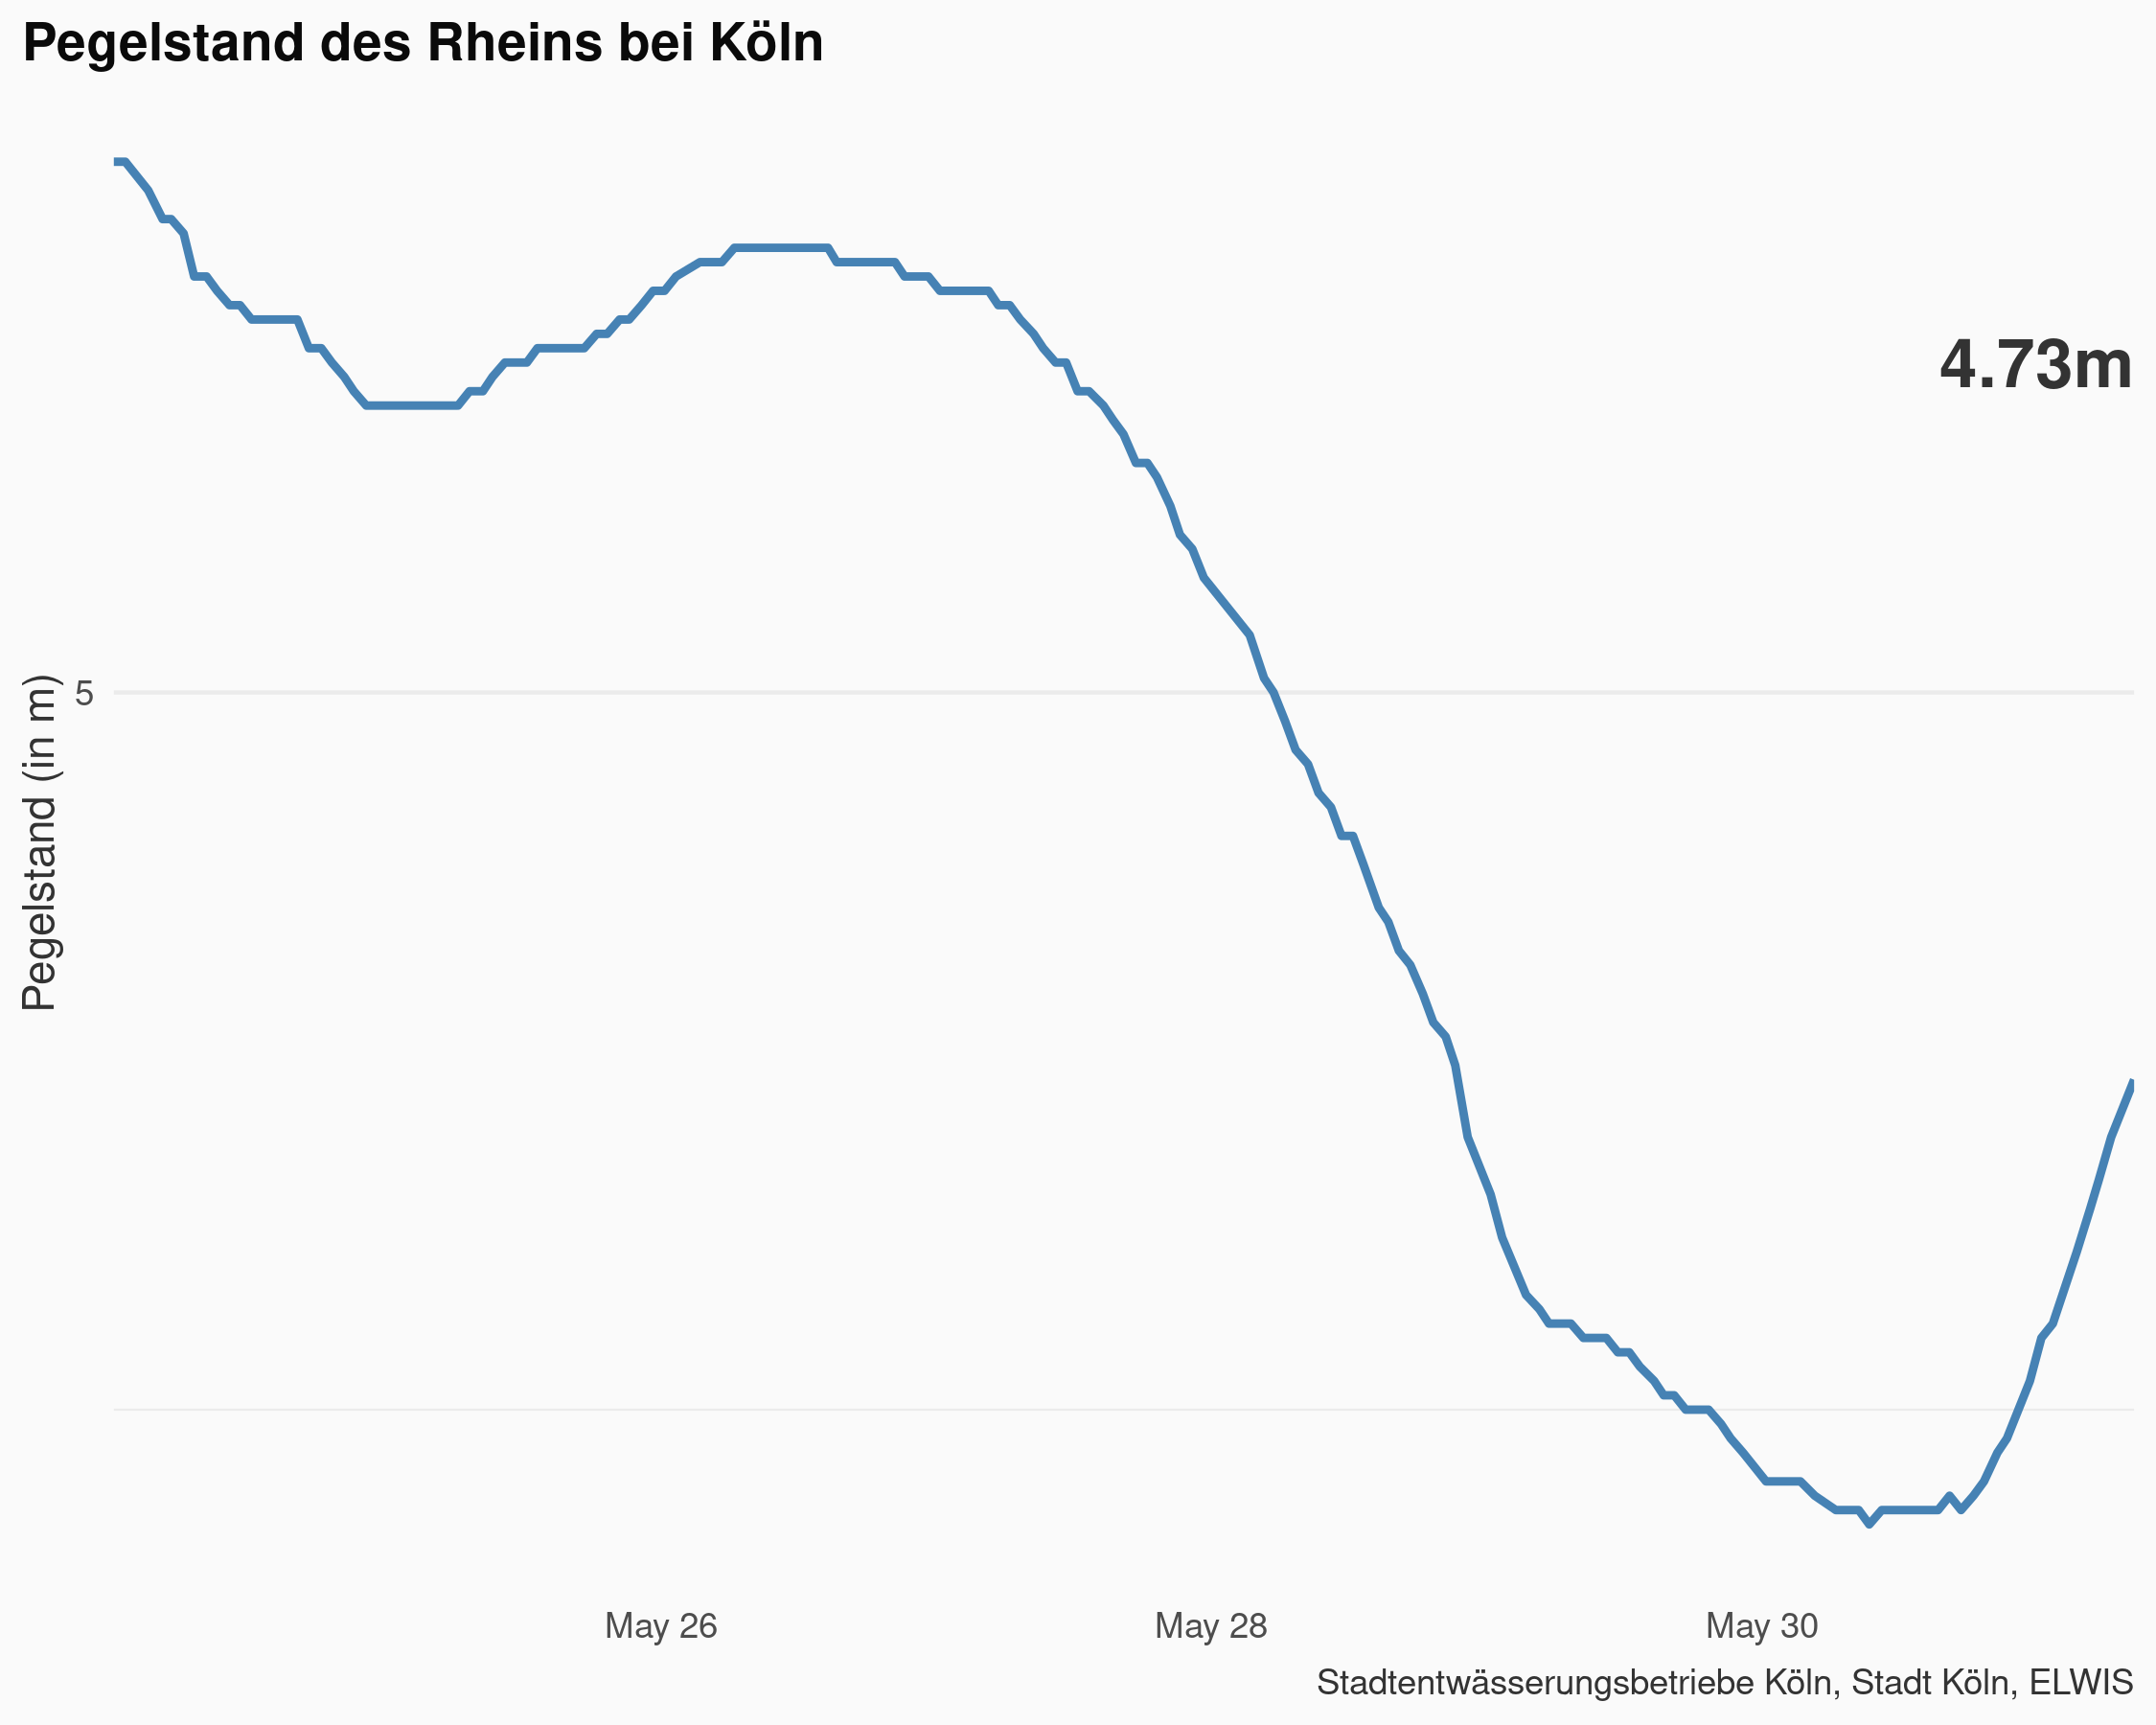 Pegelstand des Rheins bei Köln
4.73m
Pegelstand (in m)
5
May 26
May 28
May 30
Stadtentwässerungsbetriebe Köln, Stadt Köln, ELWIS